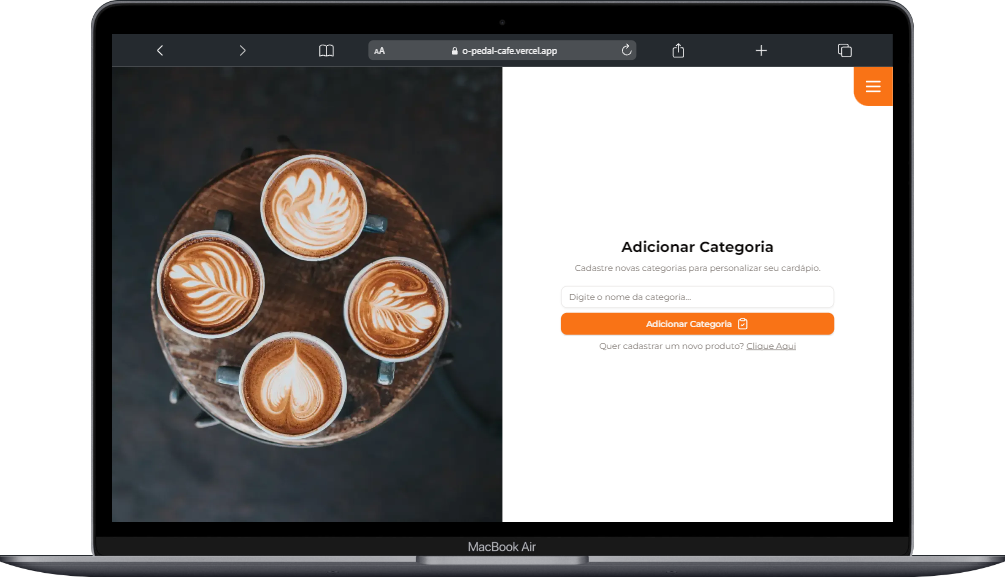 AA
o-pedal-cafe.vercel.app
Adicionar Categoria
Cadastre novas categorias para personalizar seu cardápio.
Digite o nome da categoria...
Adicionar Categoria
Quer cadastrar um novo produto? Clique Aqui
MacBook Air